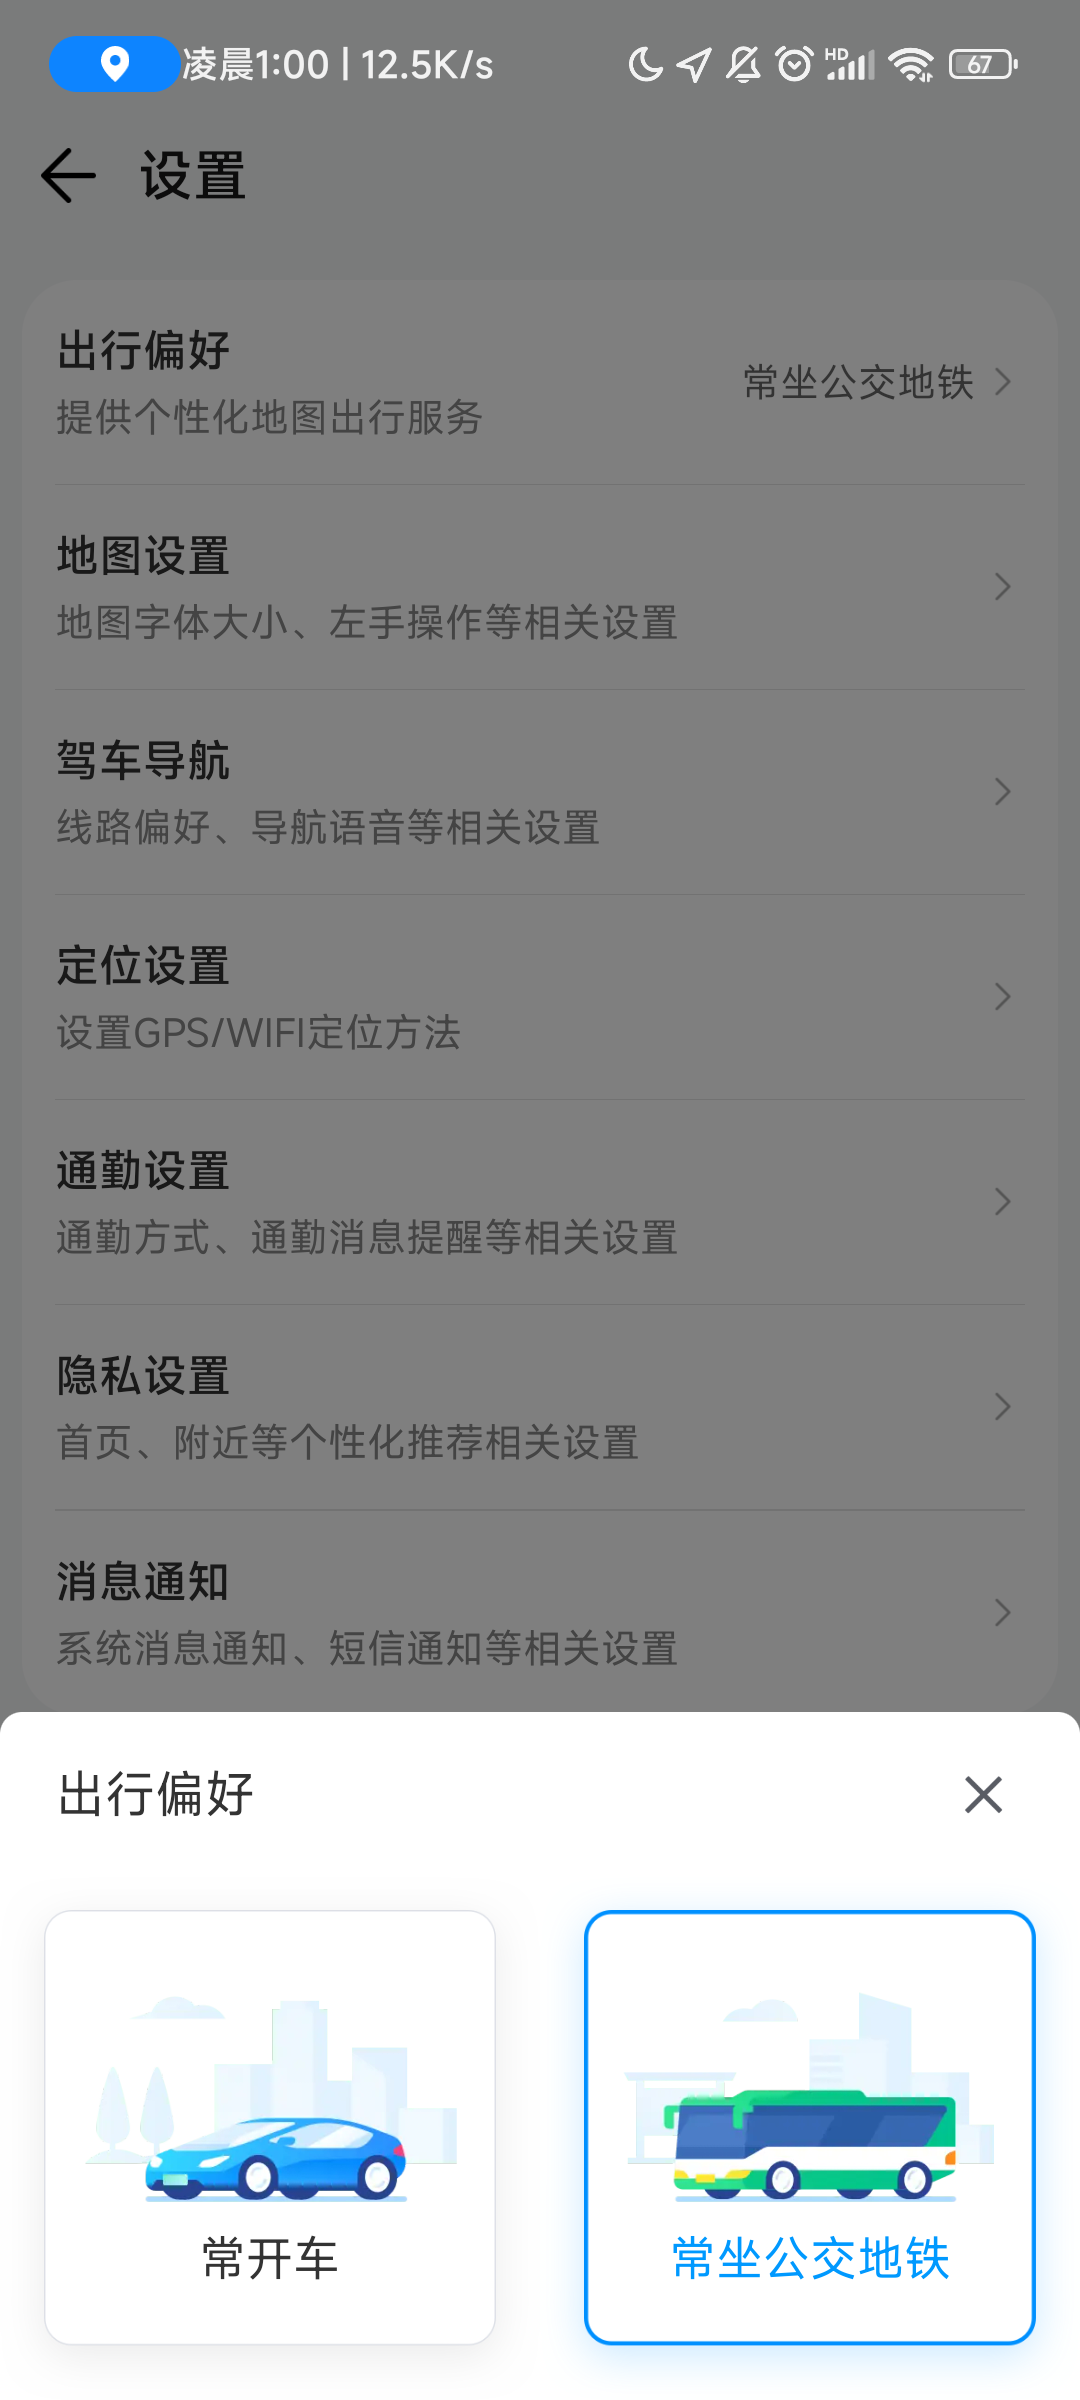 凌晨1:00 | 12.5K/s HD 67
设置
出行偏好
提供个性化地图出行服务
常坐公交地铁
地图设置
地图字体大小、左手操作等相关设置
驾车导航
线路偏好、导航语音等相关设置
定位设置
设置GPS/WIFI定位方法
通勤设置
通勤方式、通勤消息提醒等相关设置
隐私设置
首页、附近等个性化推荐相关设置
消息通知
系统消息通知、短信通知等相关设置
出行偏好
常开车
常坐公交地铁